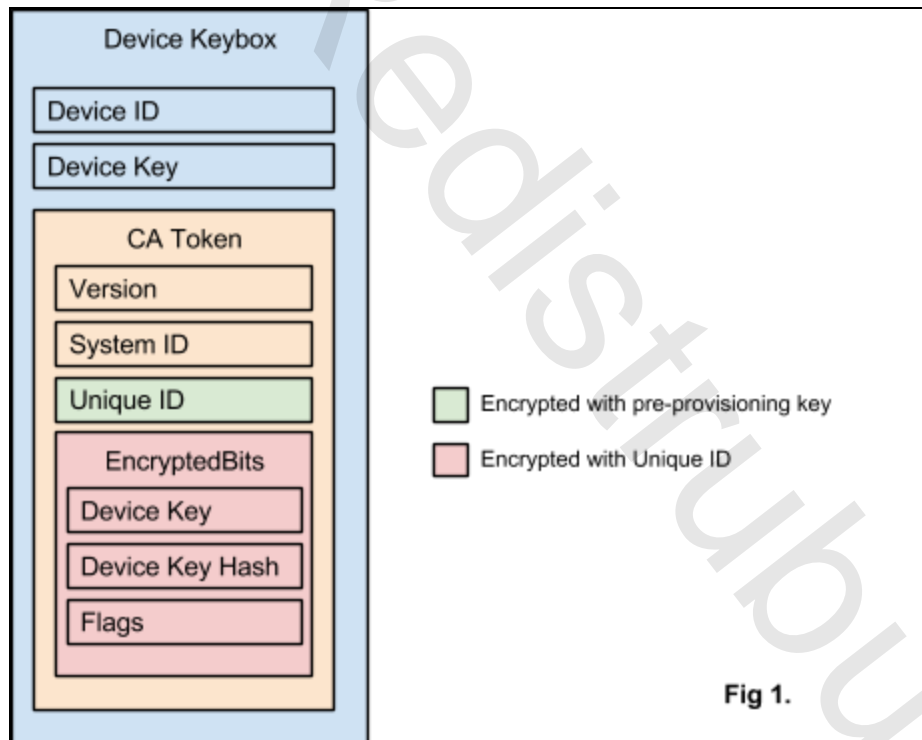 Device Keybox
Device ID
Device Key
CA Token
Version
System ID
Unique ID
EncryptedBits
Device Key
Device Key Hash
Flags
Encrypted with pre-provisioning key
Encrypted with Unique ID
Fig 1.